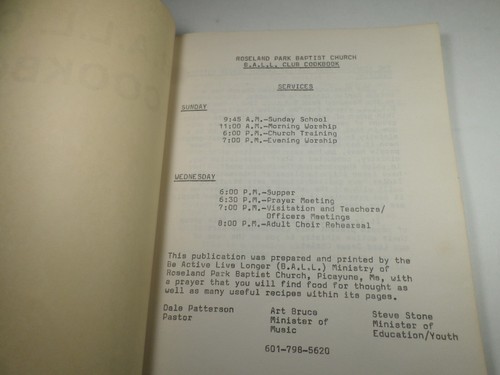 ROSELAND PARK BAPTIST CHURCH
B.A.L.L. CLUB COOKBOOK
SERVICES
SUNDAY
9:45 A.M.-Sunday School
11:00 A.M.-Morning Worship
6:00 P.M.-Church Training
7:00 P.M.-Evening Worship
WEDNESDAY
6:00 P.M.-Supper
6:30 P.M.-Prayer Meeting
7:00 P.M.-Visitation and Teachers/
Officers Meetings
8:00 P.M.-Adult Choir Rehearsal
This publication was prepared and printed by the
Be Active Live Longer (B.A.L.L.) Ministry of
Roseland Park Baptist Church, Picayune, Ms, with
a prayer that you will find food for thought as
well as many useful recipes within its pages.
Dale Patterson
Pastor
Art Bruce
Minister of
Music
Steve Stone
Minister of
Education/Youth
601-798-5620